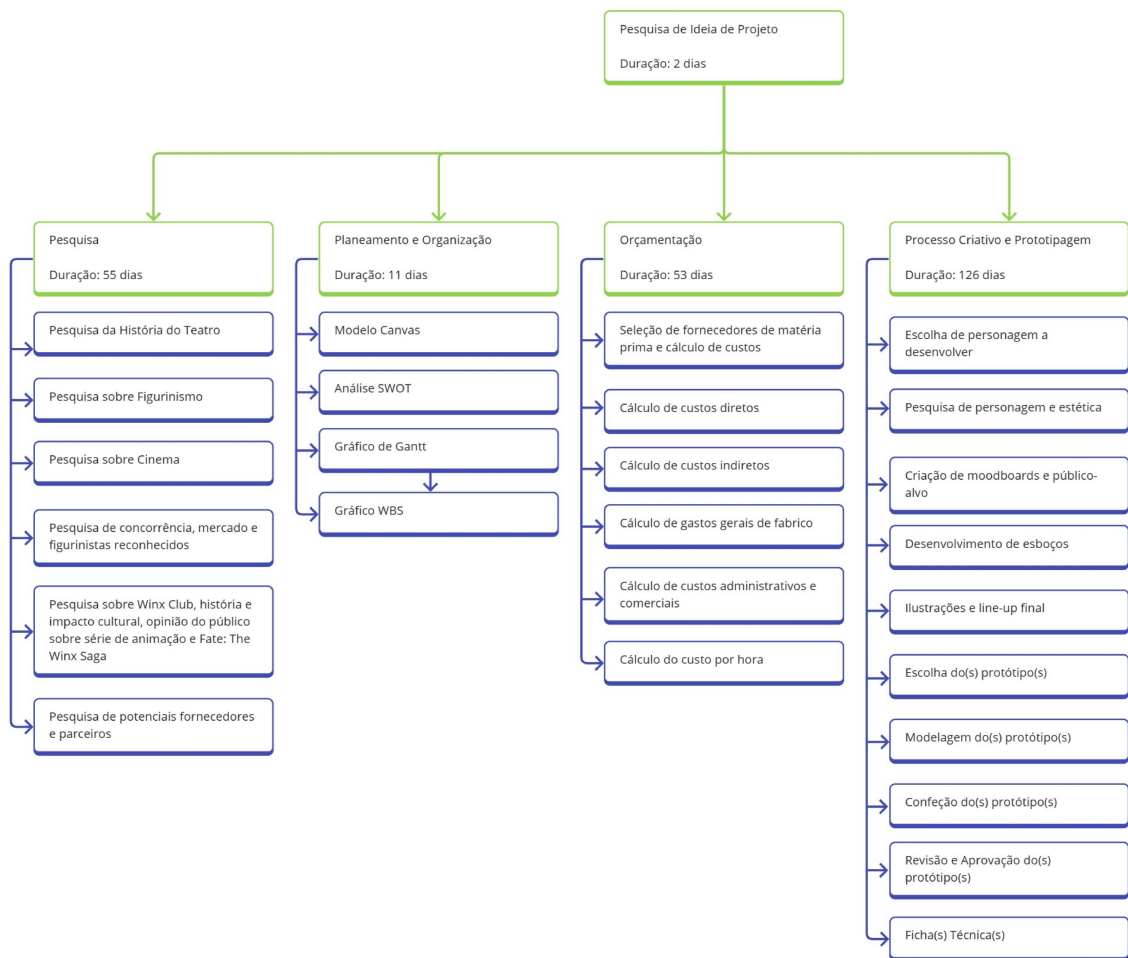 Pesquisa de Ideia de Projeto
Duração: 2 dias
Pesquisa
Duração: 55 dias
Pesquisa da História do Teatro
Pesquisa sobre Figurinismo
Pesquisa sobre Cinema
Pesquisa de concorrência, mercado e
figurinistas reconhecidos
Pesquisa sobre Winx Club, história e
impacto cultural, opinião do público
sobre série de animação e Fate: The
Winx Saga
Pesquisa de potenciais fornecedores
e parceiros
Planeamento e Organização
Duração: 11 dias
Modelo Canvas
Análise SWOT
Gráfico de Gantt
Gráfico WBS
Orçamentação
Duração: 53 dias
Seleção de fornecedores de matéria
prima e cálculo de custos
Cálculo de custos diretos
Cálculo de custos indiretos
Cálculo de gastos gerais de fabrico
Cálculo de custos administrativos e
comerciais
Cálculo do custo por hora
Processo Criativo e Prototipagem
Duração: 126 dias
Escolha de personagem a
desenvolver
Pesquisa de personagem e estética
Criação de moodboards e público-
alvo
Desenvolvimento de esboços
Ilustrações e line-up final
Escolha do(s) protótipo(s)
Modelagem do(s) protótipo(s)
Confeção do(s) protótipo(s)
Revisão e Aprovação do(s)
protótipo(s)
Ficha(s) Técnica(s)